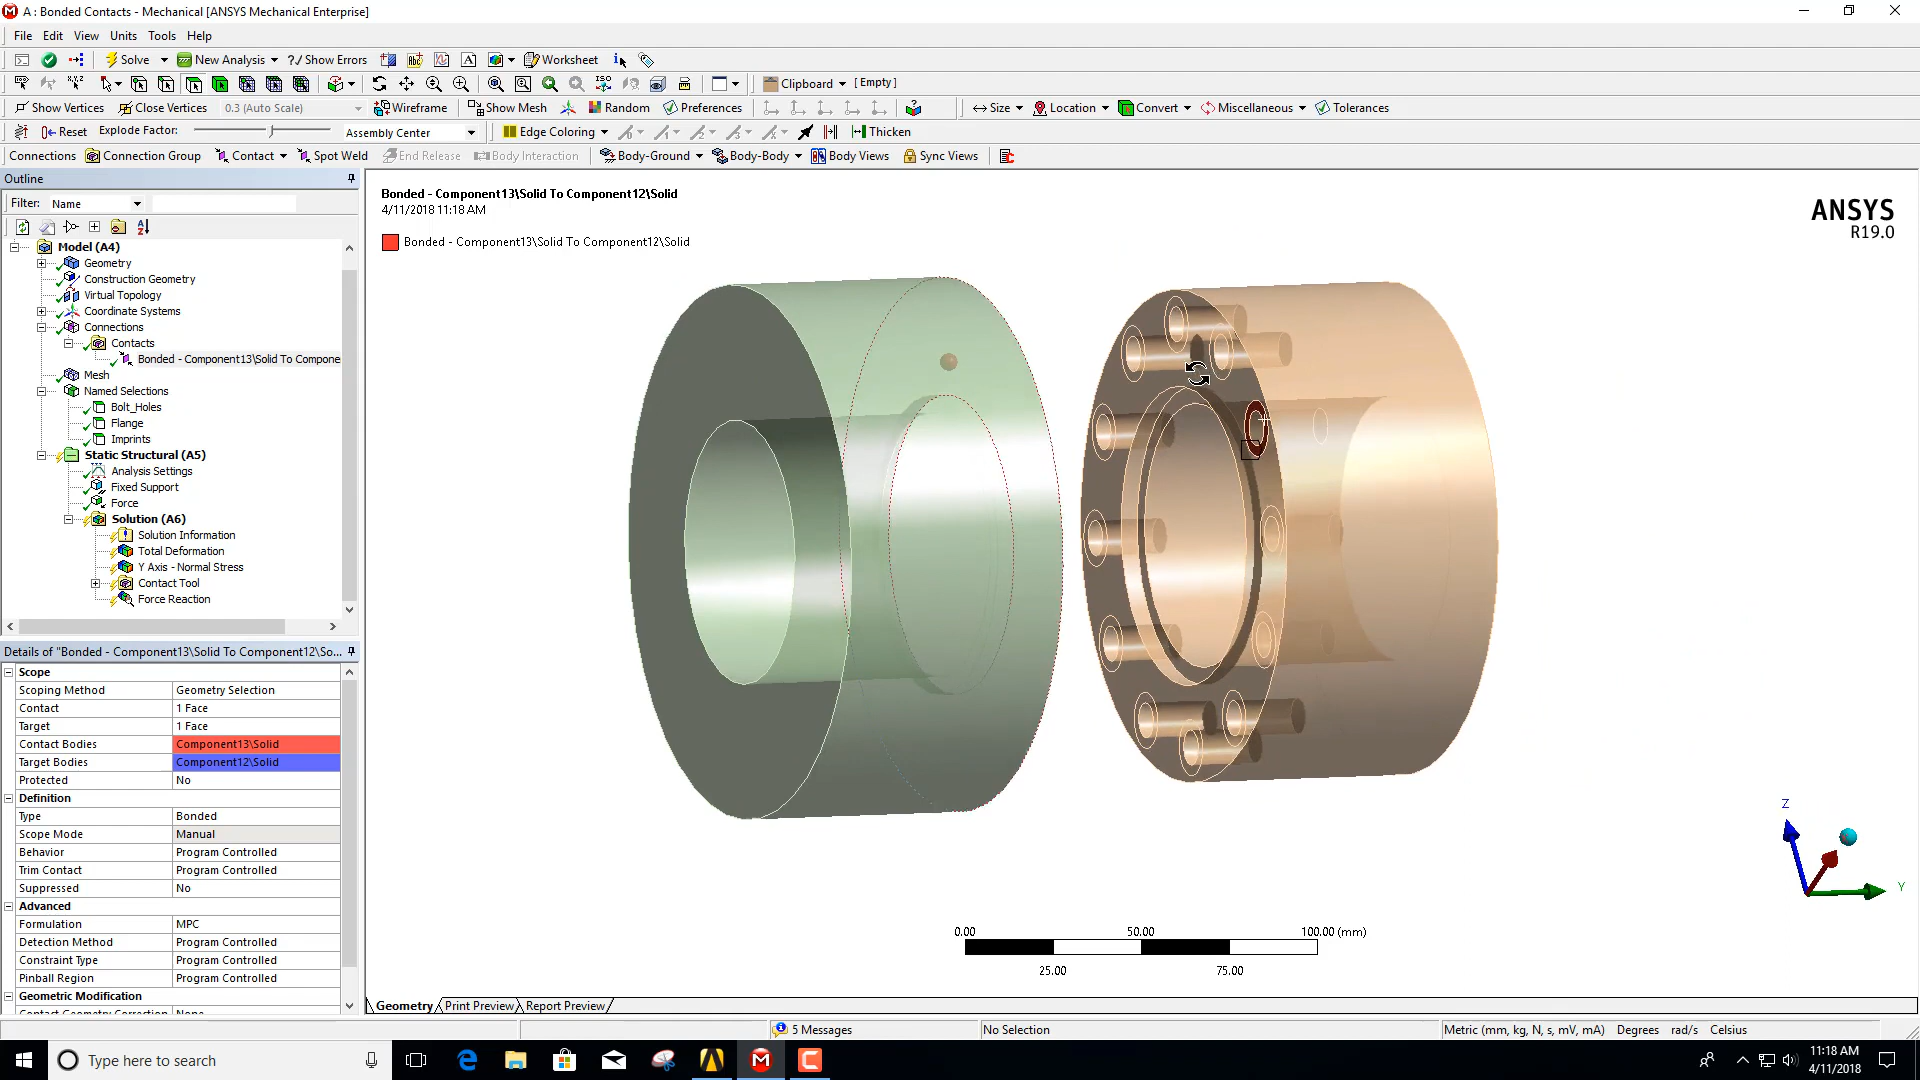 A : Bonded Contacts - Mechanical [ANSYS Mechanical Enterprise]
File Edit View Units Tools Help
Solve New Analysis ?/ Show Errors A Worksheet
Clipboard [ Empty ]
Show Vertices Close Vertices 0.3 (Auto Scale) Wireframe Show Mesh Random Preferences Size Location Convert Miscellaneous Tolerances
Reset Explode Factor: Assembly Center Edge Coloring Thicken
Connections Connection Group Contact Spot Weld End Release Body Interaction Body-Ground Body-Body Body Views Sync Views
Outline
Filter: Name
Model (A4)
Geometry
Construction Geometry
Virtual Topology
Coordinate Systems
Connections
Contacts
Bonded - Component13\Solid To Compone
Mesh
Named Selections
Bolt_Holes
Flange
Imprints
Static Structural (A5)
Analysis Settings
Fixed Support
Force
Solution (A6)
Solution Information
Total Deformation
Y Axis - Normal Stress
Contact Tool
Force Reaction
Details of "Bonded - Component13\Solid To Component12\So...
Scope
Scoping Method Geometry Selection
Contact 1 Face
Target 1 Face
Contact Bodies Component13\Solid
Target Bodies Component12\Solid
Protected No
Definition
Type Bonded
Scope Mode Manual
Behavior Program Controlled
Trim Contact Program Controlled
Suppressed No
Advanced
Formulation MPC
Detection Method Program Controlled
Constraint Type Program Controlled
Pinball Region Program Controlled
Geometric Modification
Bonded - Component13\Solid To Component12\Solid
4/11/2018 11:18 AM
Bonded - Component13\Solid To Component12\Solid
ANSYS
R19.0
Z
Y
0.00 50.00 100.00 (mm)
25.00 75.00
Geometry Print Preview Report Preview
5 Messages No Selection Metric (mm, kg, N, s, mV, mA) Degrees rad/s Celsius
Type here to search
11:18 AM
4/11/2018